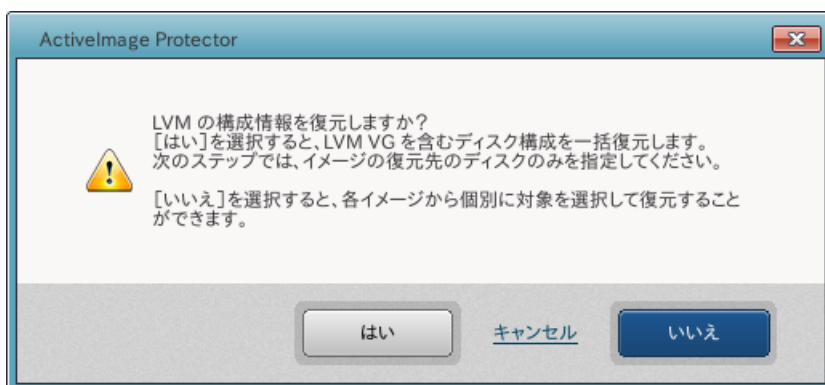 ActiveImage Protector
LVM の構成情報を復元しますか?
[はい]を選択すると、LVM VG を含むディスク構成を一括復元します。
次のステップでは、イメージの復元先のディスクのみを指定してください。
[いいえ]を選択すると、各イメージから個別に対象を選択して復元すること
ができます。
はい
キャンセル
いいえ